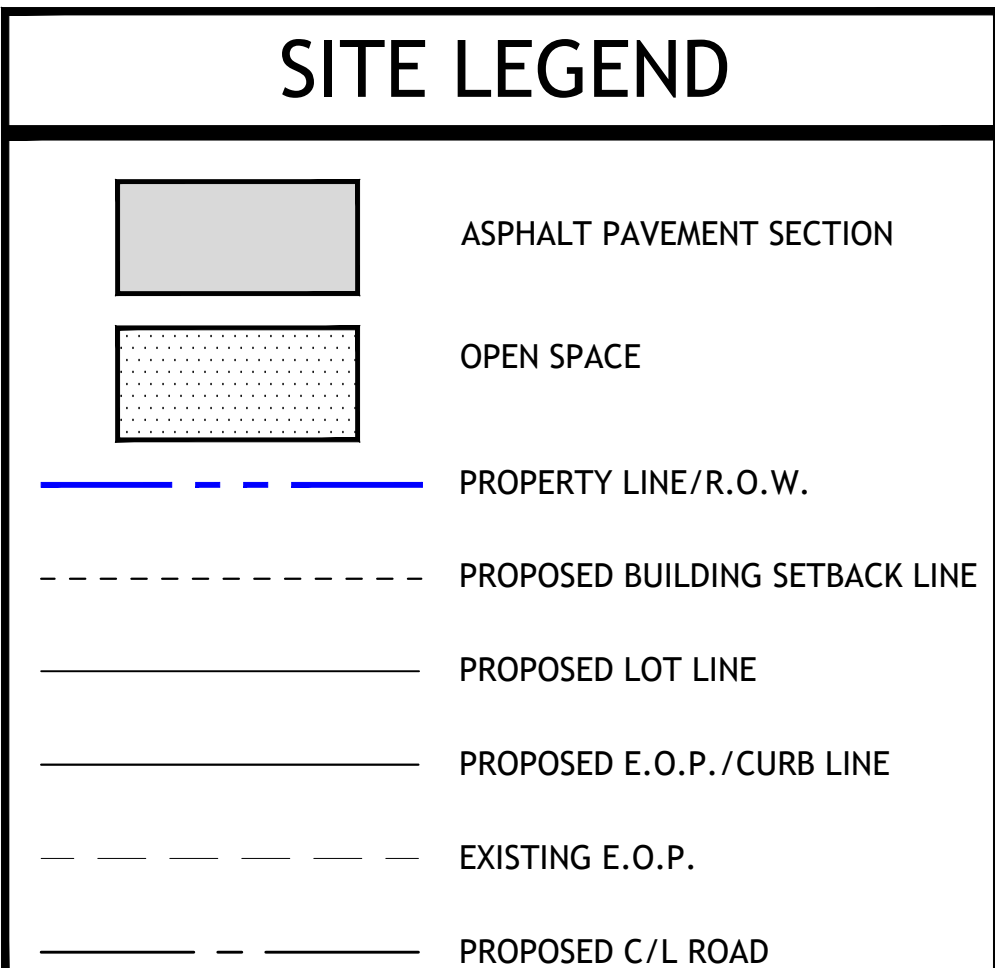 SITE LEGEND
ASPHALT PAVEMENT SECTION
OPEN SPACE
PROPERTY LINE/R.O.W.
PROPOSED BUILDING SETBACK LINE
PROPOSED LOT LINE
PROPOSED E.O.P./CURB LINE
EXISTING E.O.P.
PROPOSED C/L ROAD